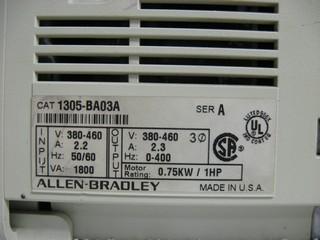 CAT 1305-BA03A SER A
INPUT V: 380-460 OUTPUT V: 380-460 3Ø
A: 2.2 A: 2.3
Hz: 50/60 Hz: 0-400
VA: 1800 Motor Rating: 0.75KW / 1HP
ALLEN-BRADLEY MADE IN U.S.A.
UL
SA